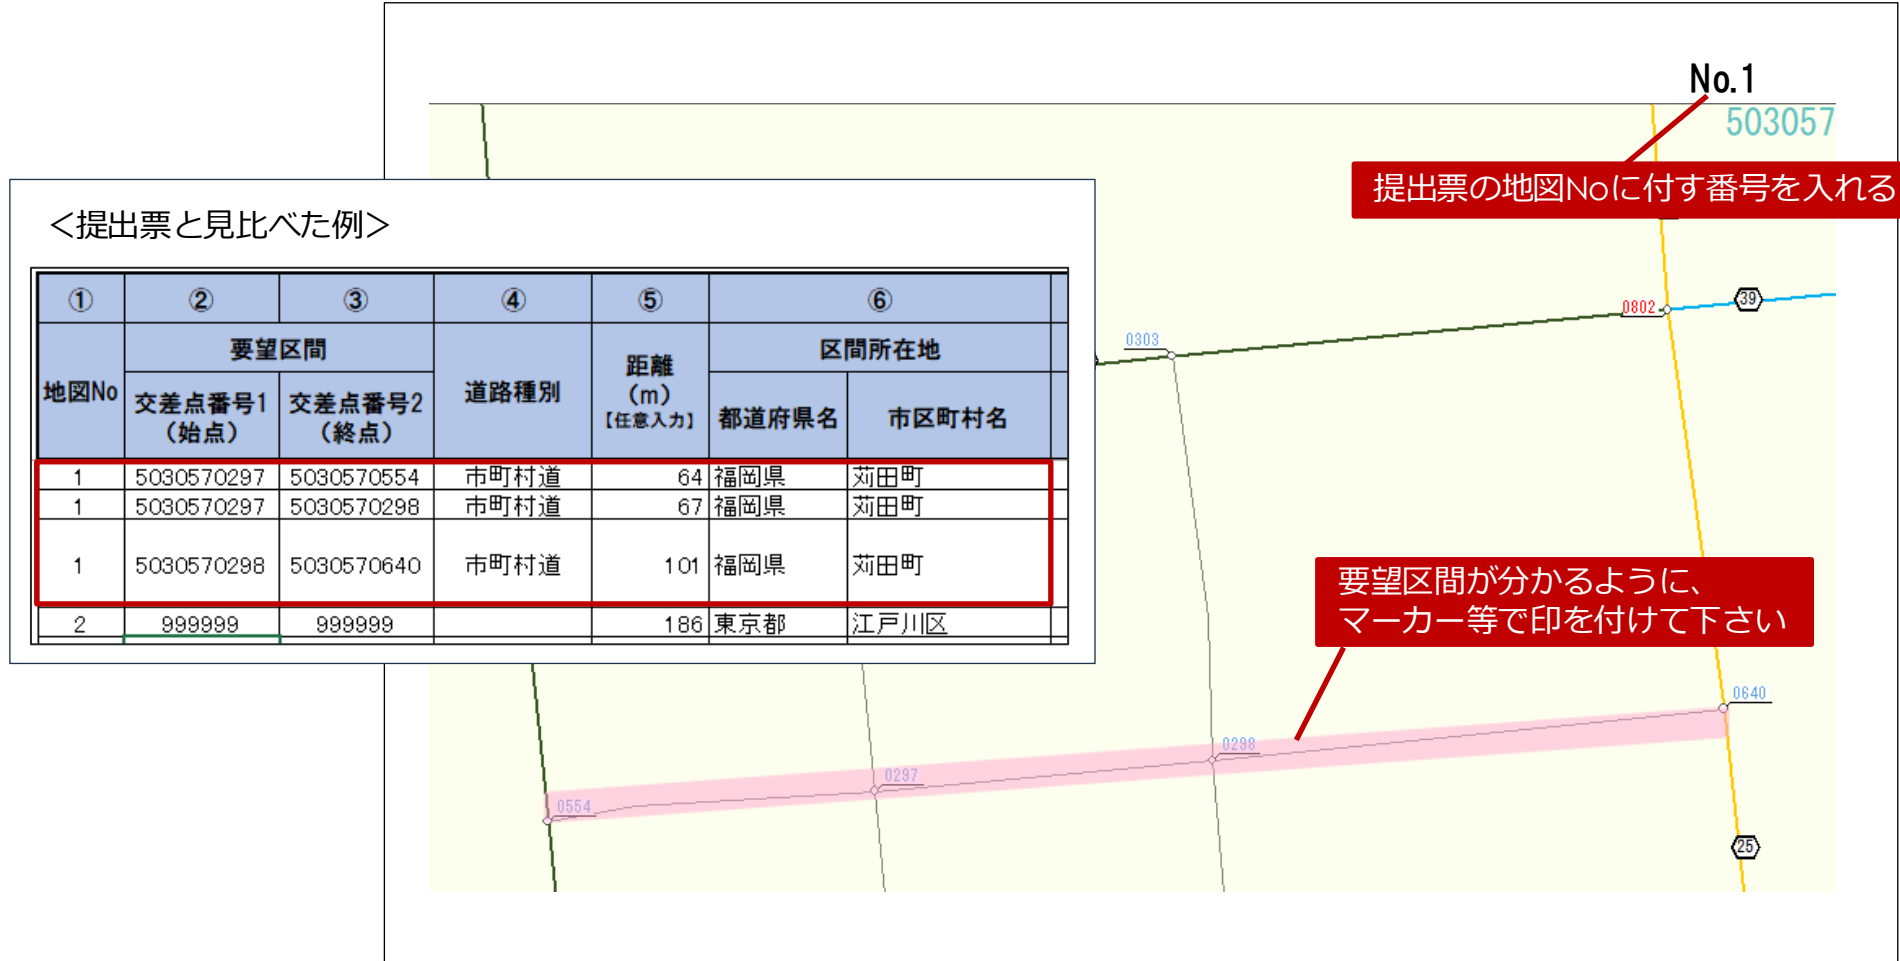 No.1
503057
提出票の地図Noに付す番号を入れる
＜提出票と見比べた例＞
① ② ③ ④ ⑤ ⑥
地図No 要望区間 道路種別 距離 区間所在地
（m）
【任意入力】
交差点番号1 交差点番号2 都道府県名 市区町村名
（始点） （終点）
1 5030570297 5030570554 市町村道 64 福岡県 苅田町
1 5030570297 5030570298 市町村道 67 福岡県 苅田町
1 5030570298 5030570640 市町村道 101 福岡県 苅田町
2 999999 999999 186 東京都 江戸川区
0802
39
0303
要望区間が分かるように、
マーカー等で印を付けて下さい
0640
0298
0297
0554
25